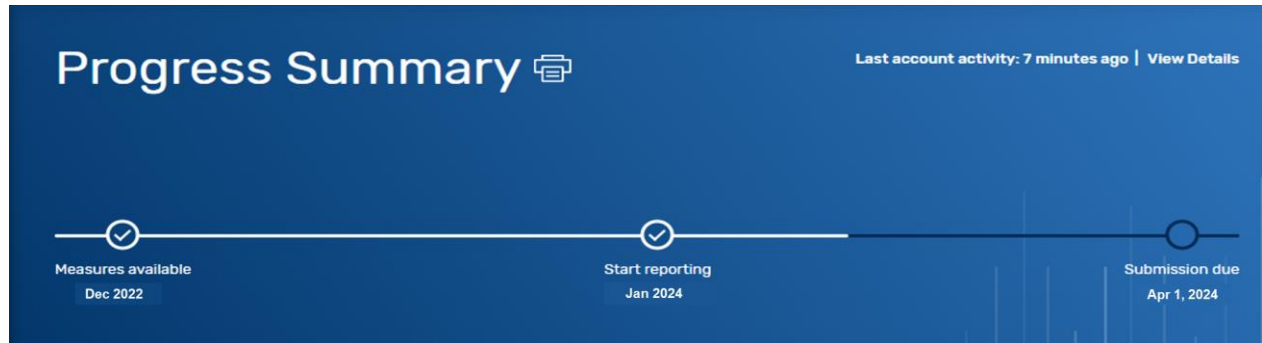 Progress Summary
Last account activity: 7 minutes ago | View Details
Measures available
Dec 2022
Start reporting
Jan 2024
Submission due
Apr 1, 2024